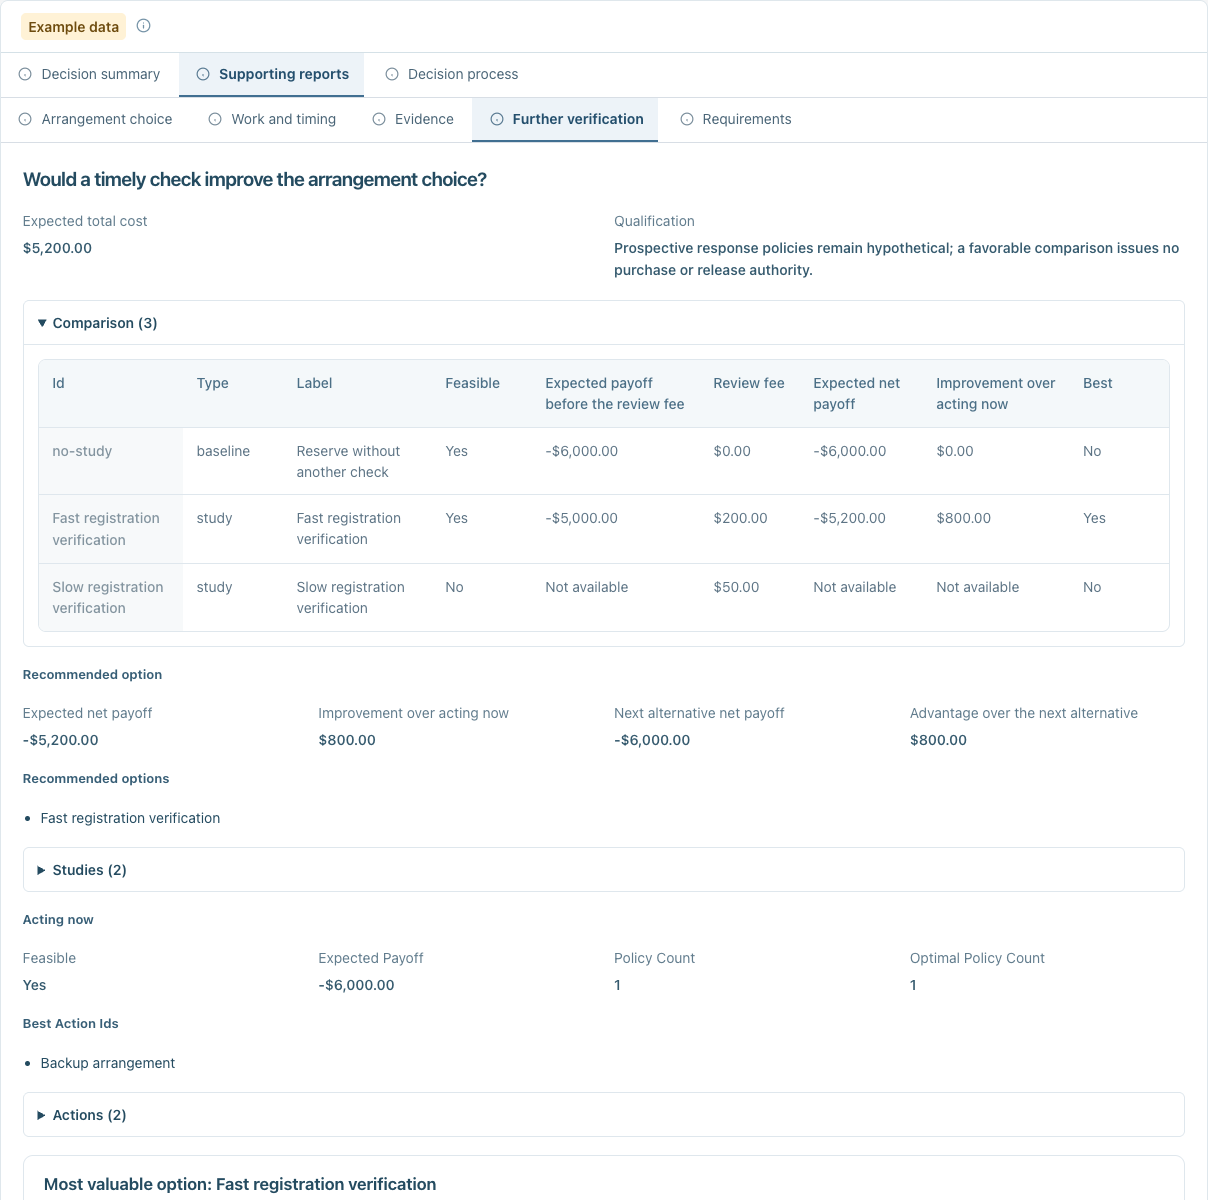 Example data
Decision summary
Supporting reports
Decision process
Arrangement choice
Work and timing
Evidence
Further verification
Requirements
Would a timely check improve the arrangement choice?
Expected total cost
$5,200.00
Qualification
Prospective response policies remain hypothetical; a favorable comparison issues no
purchase or release authority.
Comparison (3)
Id
Type
Label
Feasible
Expected payoff
before the review fee
Review fee
Expected net
payoff
Improvement over
acting now
Best
no-study
baseline
Reserve without
another check
Yes
-$6,000.00
$0.00
-$6,000.00
$0.00
No
Fast registration
verification
study
Fast registration
verification
Yes
-$5,000.00
$200.00
-$5,200.00
$800.00
Yes
Slow registration
verification
study
Slow registration
verification
No
Not available
$50.00
Not available
Not available
No
Recommended option
Expected net payoff
-$5,200.00
Improvement over acting now
$800.00
Next alternative net payoff
-$6,000.00
Advantage over the next alternative
$800.00
Recommended options
• Fast registration verification
Studies (2)
Acting now
Feasible
Yes
Expected Payoff
-$6,000.00
Policy Count
1
Optimal Policy Count
1
Best Action Ids
• Backup arrangement
Actions (2)
Most valuable option: Fast registration verification